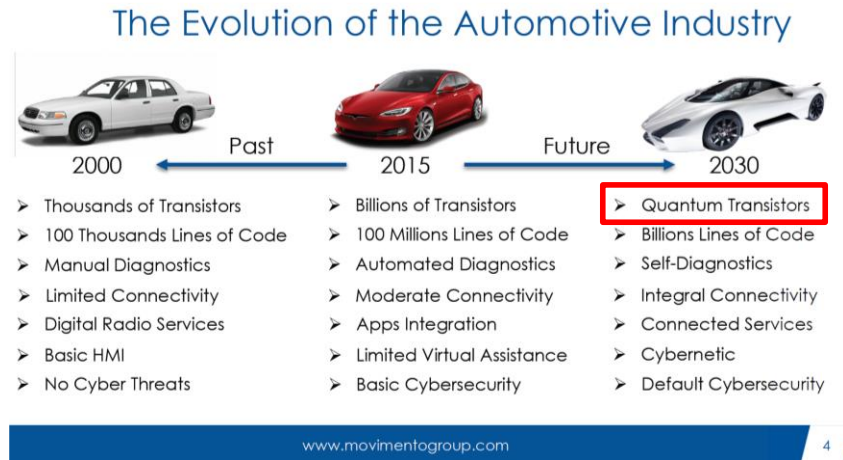 The Evolution of the Automotive Industry
Past
Future
2000
2015
2030
➢ Thousands of Transistors
➢ 100 Thousands Lines of Code
➢ Manual Diagnostics
➢ Limited Connectivity
➢ Digital Radio Services
➢ Basic HMI
➢ No Cyber Threats
➢ Billions of Transistors
➢ 100 Millions Lines of Code
➢ Automated Diagnostics
➢ Moderate Connectivity
➢ Apps Integration
➢ Limited Virtual Assistance
➢ Basic Cybersecurity
➢ Quantum Transistors
➢ Billions Lines of Code
➢ Self-Diagnostics
➢ Integral Connectivity
➢ Connected Services
➢ Cybernetic
➢ Default Cybersecurity
www.movimentogroup.com
4